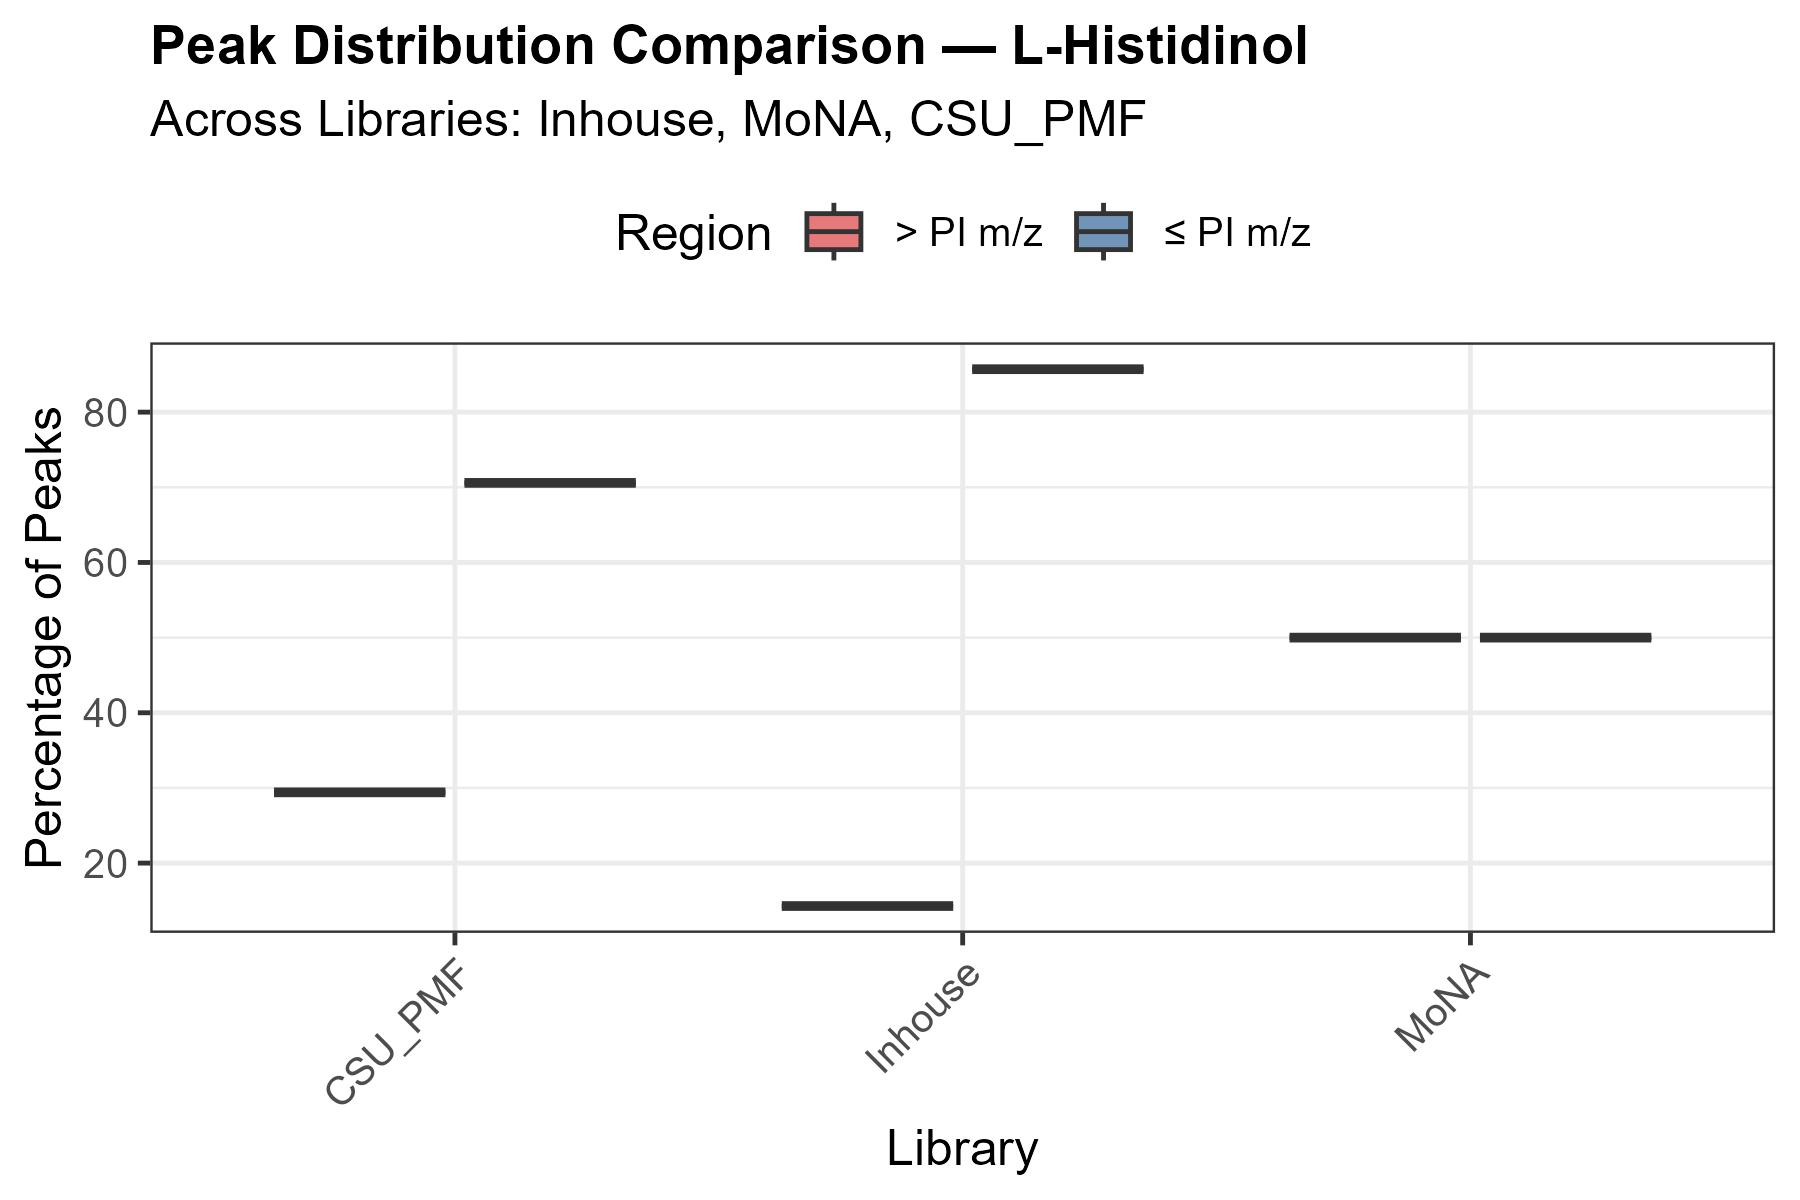 Peak Distribution Comparison — L-Histidinol
Across Libraries: Inhouse, MoNA, CSU_PMF
Region > PI m/z ≤ PI m/z
Percentage of Peaks
80
60
40
20
CSU_PMF Inhouse MoNA
Library